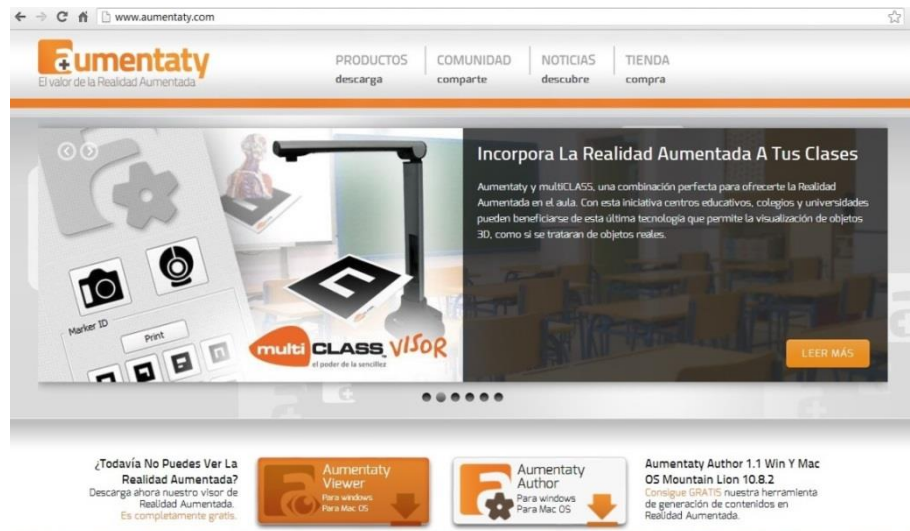 www.aumentaty.com
aumentaty
El valor de la Realidad Aumentada
PRODUCTOS
descarga
COMUNIDAD
comparte
NOTICIAS
descubre
TIENDA
compra
Marker ID
Print
multi CLASS VISOR
el poder de la sencillez
Incorpora La Realidad Aumentada A Tus Clases
Aumentaty y multiCLASS, una combinación perfecta para ofrecerte la Realidad
Aumentada en el aula. Con esta iniciativa centros educativos, colegios y universidades
pueden beneficiarse de esta última tecnología que permite la visualización de objetos
3D, como si se trataran de objetos reales.
LEER MÁS
¿Todavía No Puedes Ver La
Realidad Aumentada?
Descarga ahora nuestro visor de
Realidad Aumentada.
Es completamente gratis.
Aumentaty
Viewer
Para windows
Para Mac OS
Aumentaty
Author
Para windows
Para Mac OS
Aumentaty Author 1.1 Win Y Mac
OS Mountain Lion 10.8.2
Consigue GRATIS nuestra herramienta
de generación de contenidos en
Realidad Aumentada.